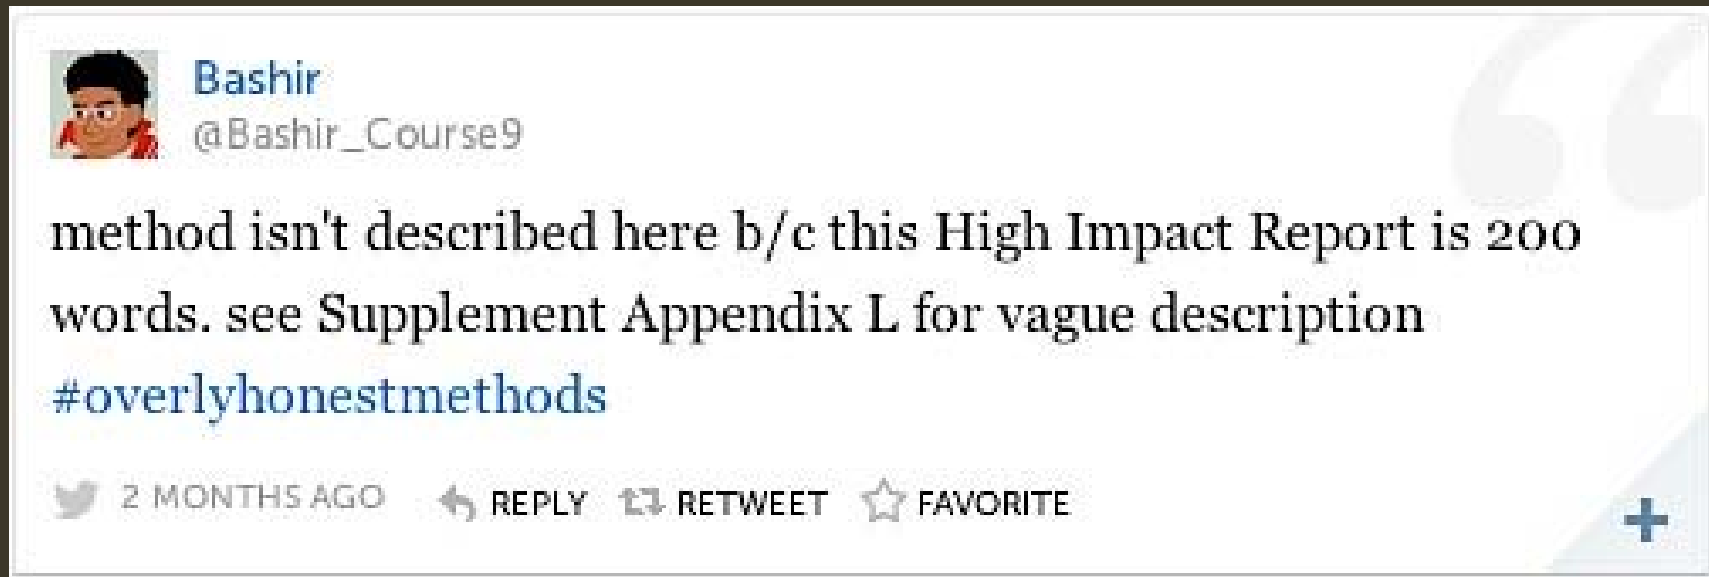 Bashir
@Bashir_Course9
method isn't described here b/c this High Impact Report is 200
words. see Supplement Appendix L for vague description
#overlyhonestmethods
2 MONTHS AGO REPLY RETWEET FAVORITE